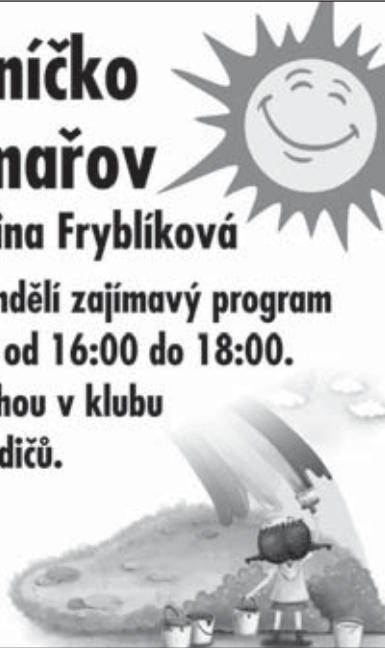 níčko
nařov
ina Fryblíková
ndělí zajímavý program
od 16:00 do 18:00.
hou v klubu
dičů.